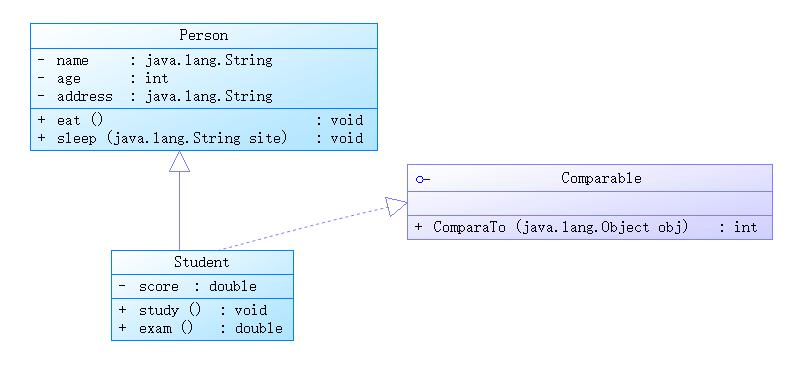 Person
- name : java.lang.String
- age : int
- address : java.lang.String
+ eat () : void
+ sleep (java.lang.String site) : void
Comparable
+ ComparaTo (java.lang.Object obj) : int
Student
- score : double
+ study () : void
+ exam () : double